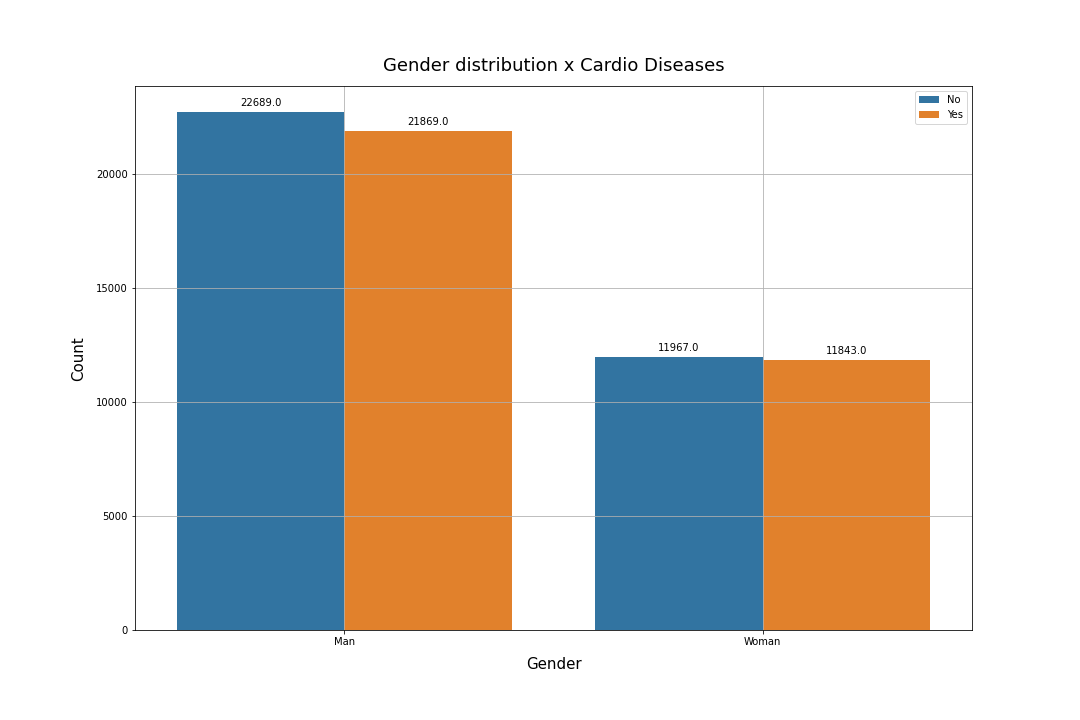 Gender distribution x Cardio Diseases
22689.0
21869.0
11967.0
11843.0
No
Yes
20000
15000
10000
5000
0
Count
Man
Woman
Gender